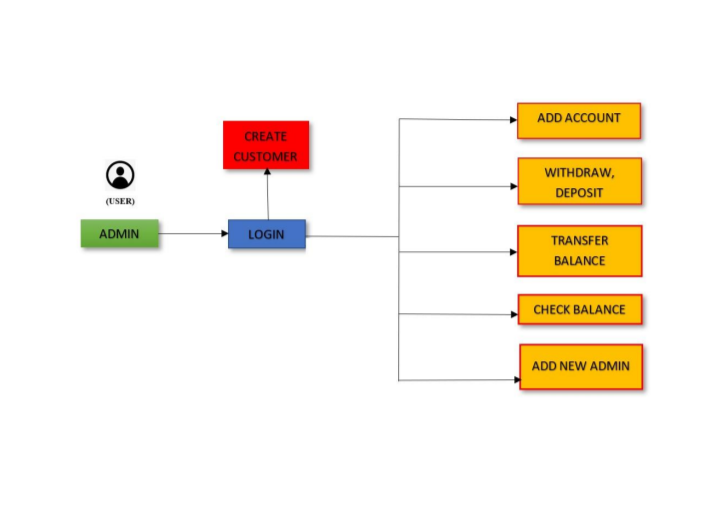 CREATE
CUSTOMER
(USER)
ADMIN
LOGIN
ADD ACCOUNT
WITHDRAW,
DEPOSIT
TRANSFER
BALANCE
CHECK BALANCE
ADD NEW ADMIN